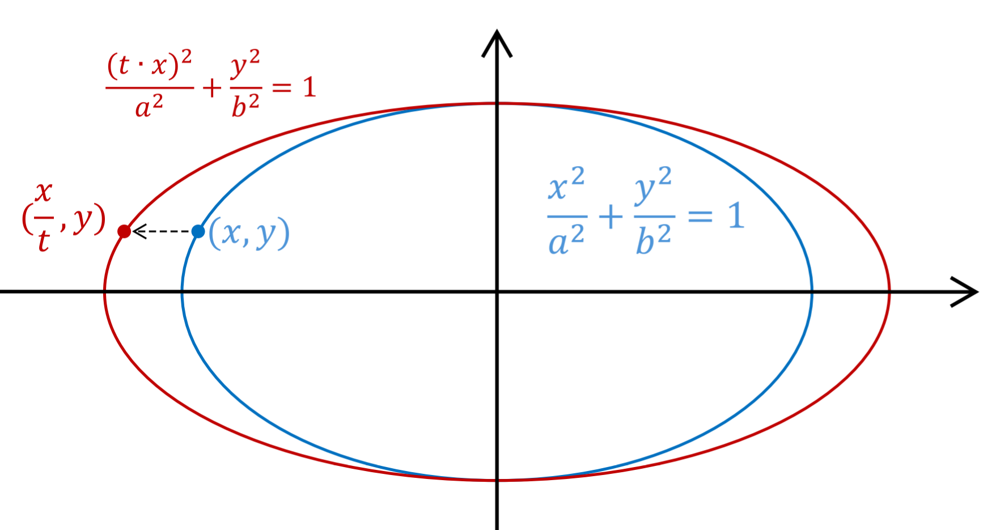 (t · x)²/a² + y²/b² = 1
x²/a² + y²/b² = 1
(x/t, y)
(x, y)